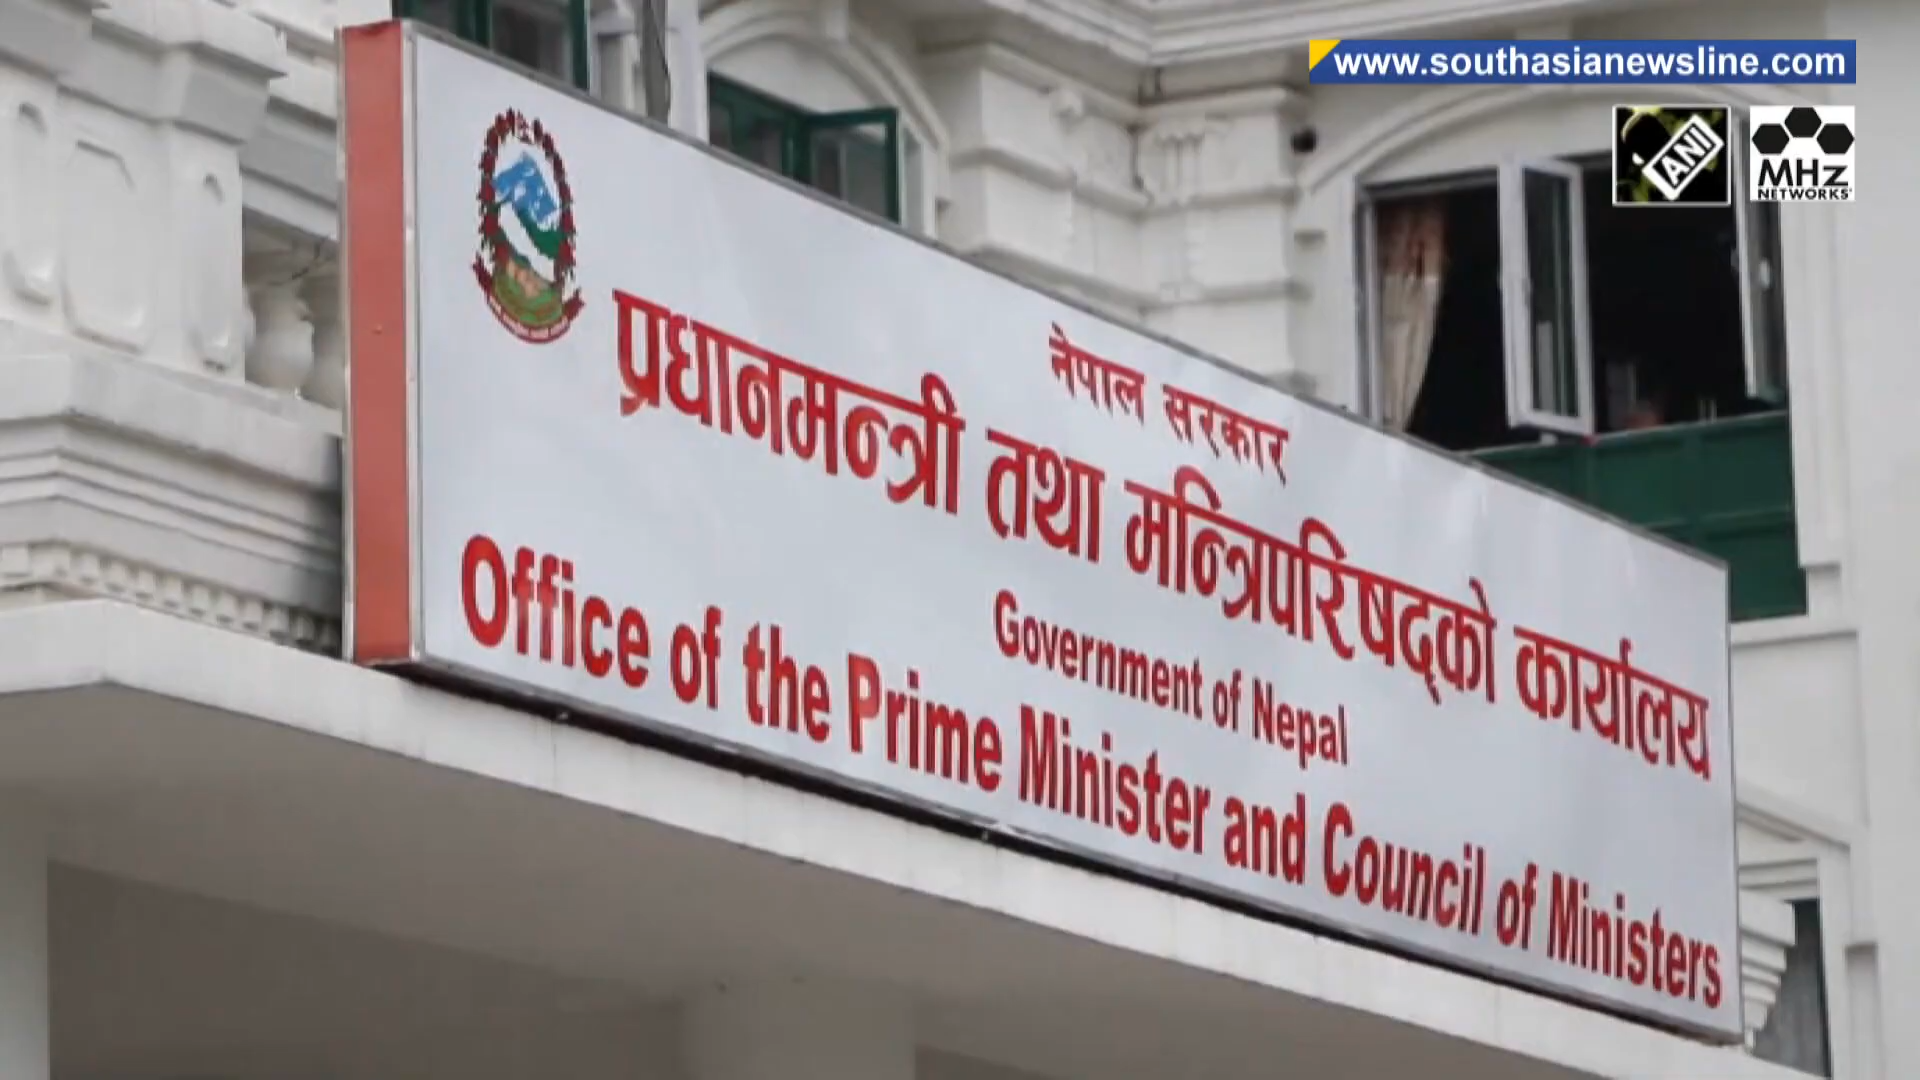 www.southasianewsline.com
ANI
MHz
NETWORKS
नेपाल सरकार
प्रधानमन्त्री तथा मन्त्रिपरिषद्को कार्यालय
Government of Nepal
Office of the Prime Minister and Council of Ministers